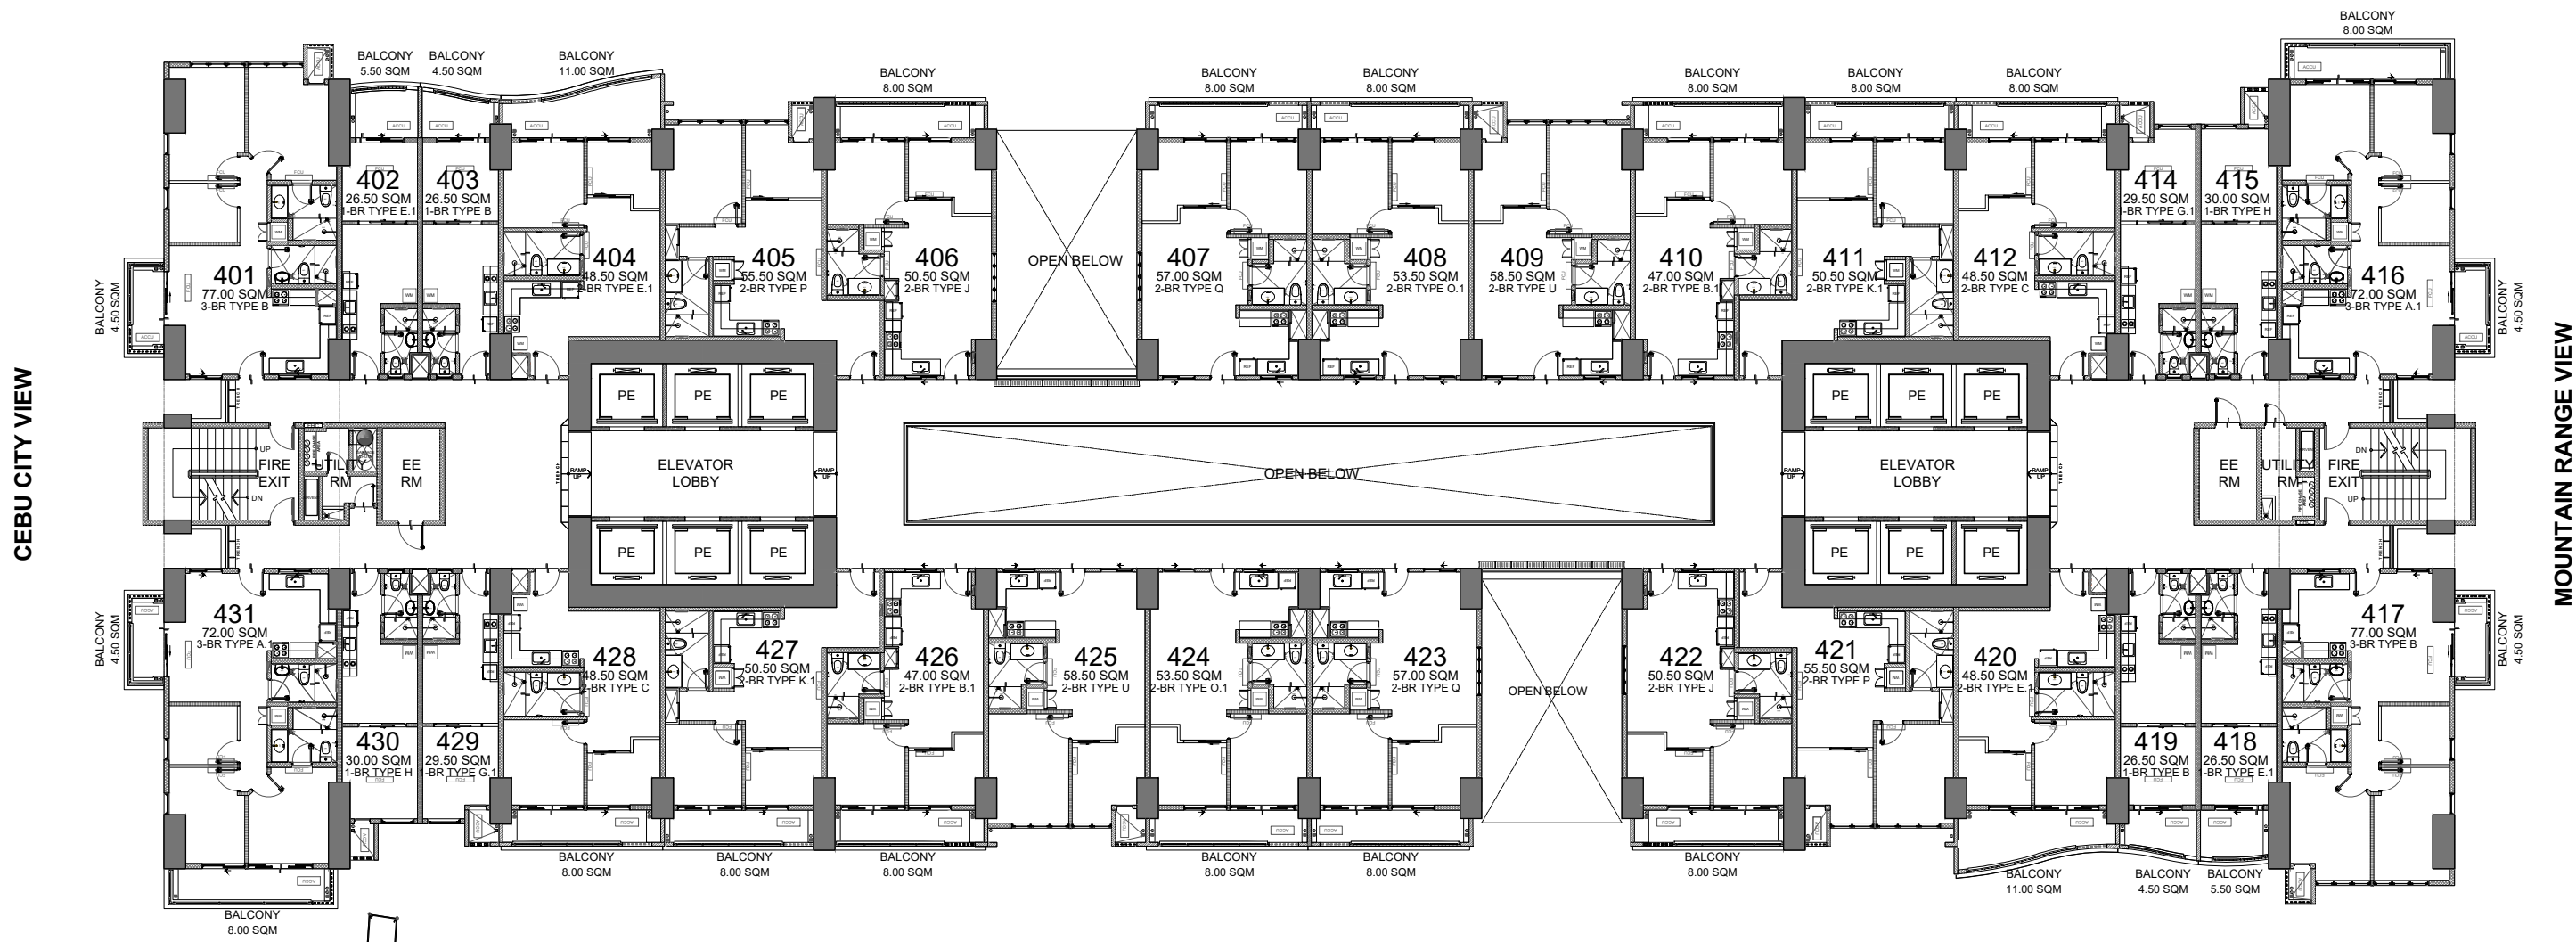 BALCONY
8.00 SQM
BALCONY
5.50 SQM
BALCONY
4.50 SQM
BALCONY
11.00 SQM
BALCONY
8.00 SQM
BALCONY
8.00 SQM
BALCONY
8.00 SQM
BALCONY
8.00 SQM
BALCONY
8.00 SQM
BALCONY
8.00 SQM
401
77.00 SQM
3-BR TYPE B
402
26.50 SQM
1-BR TYPE E.1
403
26.50 SQM
1-BR TYPE B
404
48.50 SQM
2-BR TYPE E.1
405
55.50 SQM
2-BR TYPE P
406
50.50 SQM
2-BR TYPE J
OPEN BELOW
407
57.00 SQM
2-BR TYPE Q
408
53.50 SQM
2-BR TYPE O.1
409
58.50 SQM
2-BR TYPE U
410
47.00 SQM
2-BR TYPE B.1
411
50.50 SQM
2-BR TYPE K.1
412
48.50 SQM
2-BR TYPE C
414
29.50 SQM
1-BR TYPE G.1
415
30.00 SQM
1-BR TYPE H
416
72.00 SQM
3-BR TYPE A.1
BALCONY
4.50 SQM
BALCONY
4.50 SQM
CEBU CITY VIEW
MOUNTAIN RANGE VIEW
PE
PE
PE
PE
PE
PE
UP
FIRE
EXIT
DN
UTILITY
RM
EE
RM
RAMP
UP
ELEVATOR
LOBBY
RAMP
UP
OPEN BELOW
RAMP
UP
ELEVATOR
LOBBY
RAMP
UP
EE
RM
UTILITY
RM
FIRE
EXIT
DN
UP
PE
PE
PE
PE
PE
PE
BALCONY
4.50 SQM
BALCONY
4.50 SQM
431
72.00 SQM
3-BR TYPE A.1
430
30.00 SQM
1-BR TYPE H
429
29.50 SQM
1-BR TYPE G.1
428
48.50 SQM
2-BR TYPE C
427
50.50 SQM
2-BR TYPE K.1
426
47.00 SQM
2-BR TYPE B.1
425
58.50 SQM
2-BR TYPE U
424
53.50 SQM
2-BR TYPE O.1
423
57.00 SQM
2-BR TYPE Q
OPEN BELOW
422
50.50 SQM
2-BR TYPE J
421
55.50 SQM
2-BR TYPE P
420
48.50 SQM
2-BR TYPE E.1
419
26.50 SQM
1-BR TYPE B
418
26.50 SQM
1-BR TYPE E.1
417
77.00 SQM
3-BR TYPE B
BALCONY
8.00 SQM
BALCONY
8.00 SQM
BALCONY
8.00 SQM
BALCONY
8.00 SQM
BALCONY
8.00 SQM
BALCONY
8.00 SQM
BALCONY
8.00 SQM
BALCONY
11.00 SQM
BALCONY
4.50 SQM
BALCONY
5.50 SQM